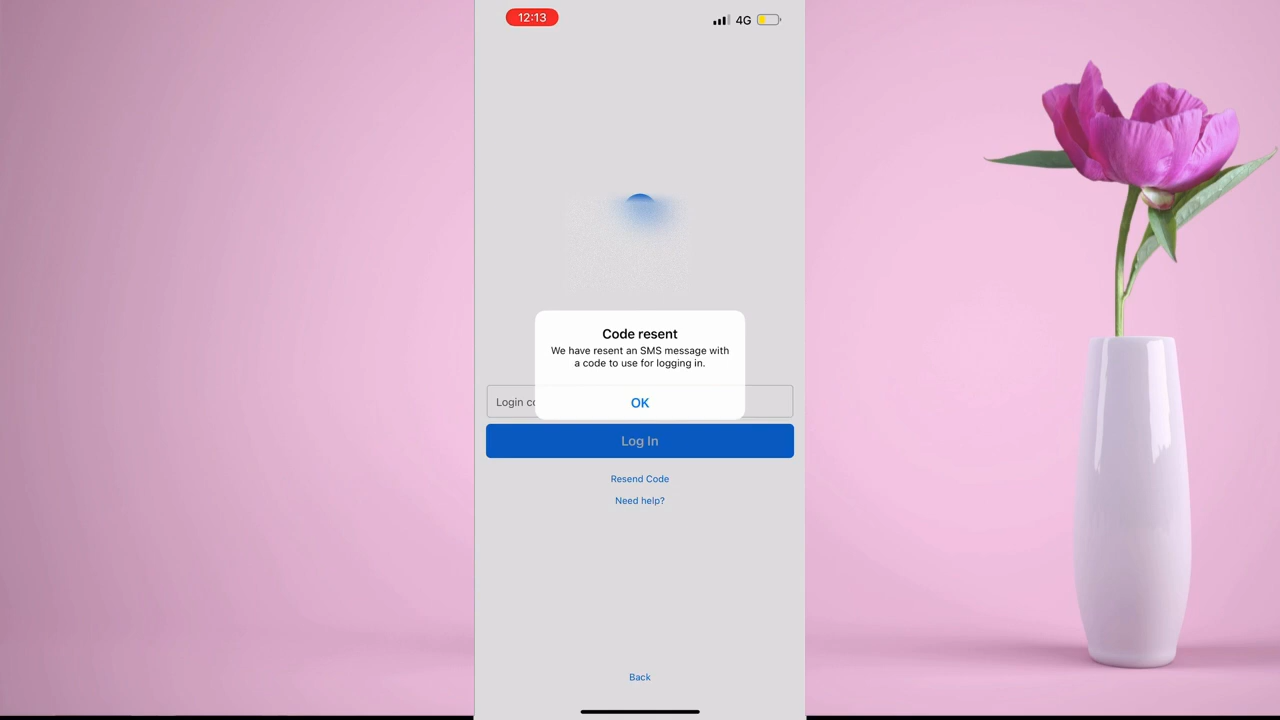 12:13
4G
Code resent
We have resent an SMS message with
a code to use for logging in.
Login co
OK
Log In
Resend Code
Need help?
Back